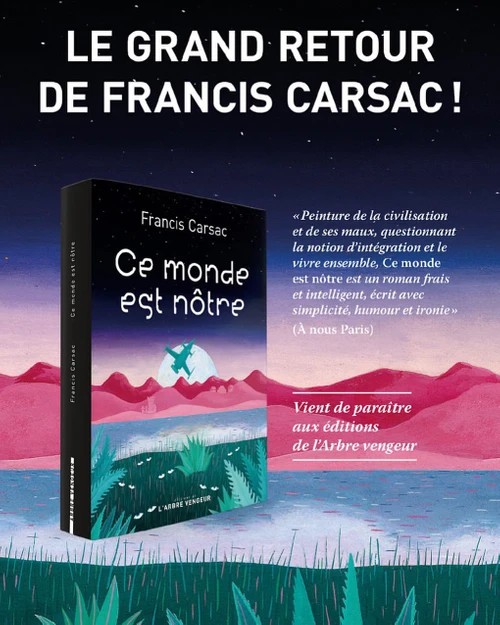 LE GRAND RETOUR
DE FRANCIS CARSAC !
Francis Carsac
Ce monde
est nôtre
Ce monde est nôtre
Francis Carsac
L'ARBRE VENGEUR
« Peinture de la civilisation
et de ses maux, questionnant
la notion d'intégration et le
vivre ensemble, Ce monde
est nôtre est un roman frais
et intelligent, écrit avec
simplicité, humour et ironie »
(À nous Paris)
Vient de paraître
aux éditions
de l'Arbre vengeur